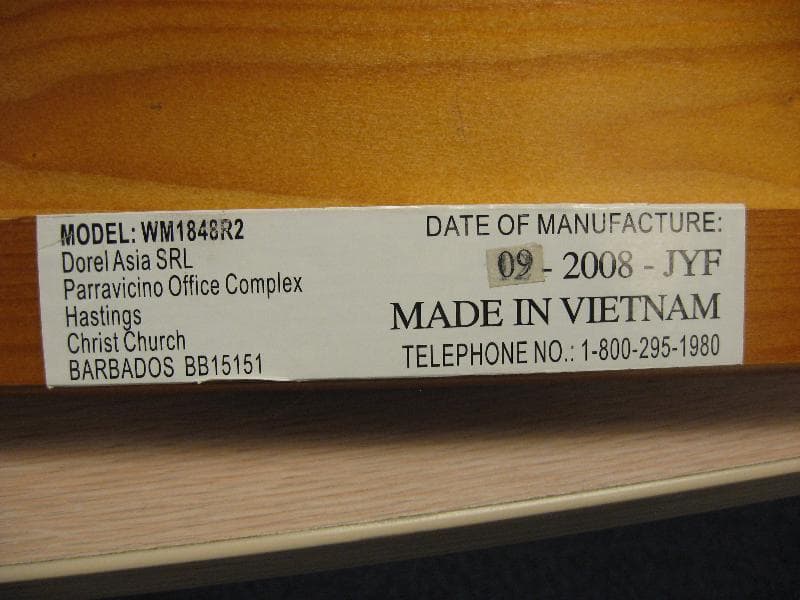 MODEL: WM1848R2
Dorel Asia SRL
Parravicino Office Complex
Hastings
Christ Church
BARBADOS BB15151
DATE OF MANUFACTURE:
09 - 2008 - JYF
MADE IN VIETNAM
TELEPHONE NO.: 1-800-295-1980